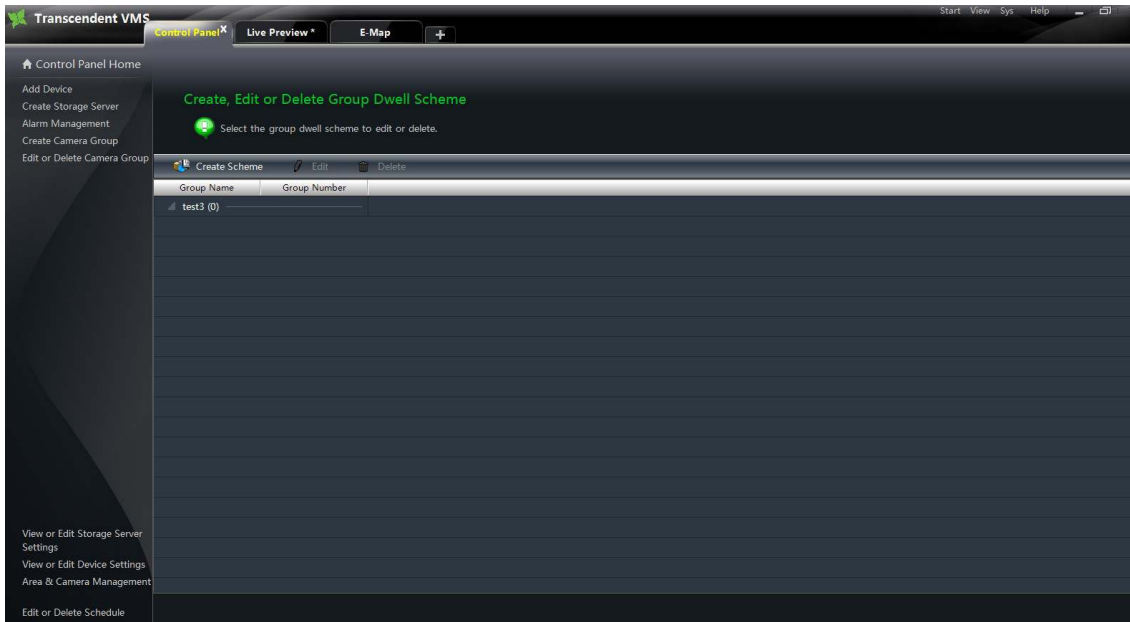 Transcendent VMS
Start View Sys Help
Control Panel X
Live Preview *
E-Map
+
Control Panel Home
Add Device
Create Storage Server
Alarm Management
Create Camera Group
Edit or Delete Camera Group
Create, Edit or Delete Group Dwell Scheme
Select the group dwell scheme to edit or delete.
Create Scheme Edit Delete
Group Name Group Number
test3 (0)
View or Edit Storage Server
Settings
View or Edit Device Settings
Area & Camera Management
Edit or Delete Schedule